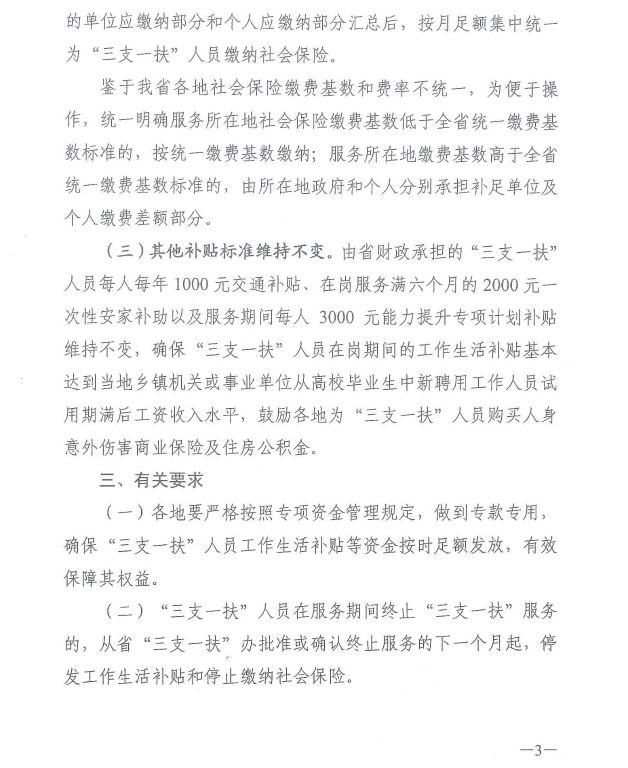 的单位应缴纳部分和个人应缴纳部分汇总后，按月足额集中统一
为“三支一扶”人员缴纳社会保险。
鉴于我省各地社会保险缴费基数和费率不统一，为便于操
作，统一明确服务所在地社会保险缴费基数低于全省统一缴费基
数标准的，按统一缴费基数缴纳；服务所在地缴费基数高于全省
统一缴费基数标准的，由所在地政府和个人分别承担补足单位及
个人缴费差额部分。
（三）其他补贴标准维持不变。由省财政承担的“三支一扶”
人员每人每年1000元交通补贴、在岗服务满六个月的2000元一
次性安家补助以及服务期间每人 3000 元能力提升专项计划补贴
维持不变，确保“三支一扶”人员在岗期间的工作生活补贴基本
达到当地乡镇机关或事业单位从高校毕业生中新聘用工作人员试
用期满后工资收入水平，鼓励各地为“三支一扶”人员购买人身
意外伤害商业保险及住房公积金。
三、有关要求
（一）各地要严格按照专项资金管理规定，做到专款专用，
确保“三支一扶”人员工作生活补贴等资金按时足额发放，有效
保障其权益。
（二）“三支一扶”人员在服务期间终止“三支一扶”服务
的，从省“三支一扶”办批准或确认终止服务的下一个月起，停
发工作生活补贴和停止缴纳社会保险。
—3—